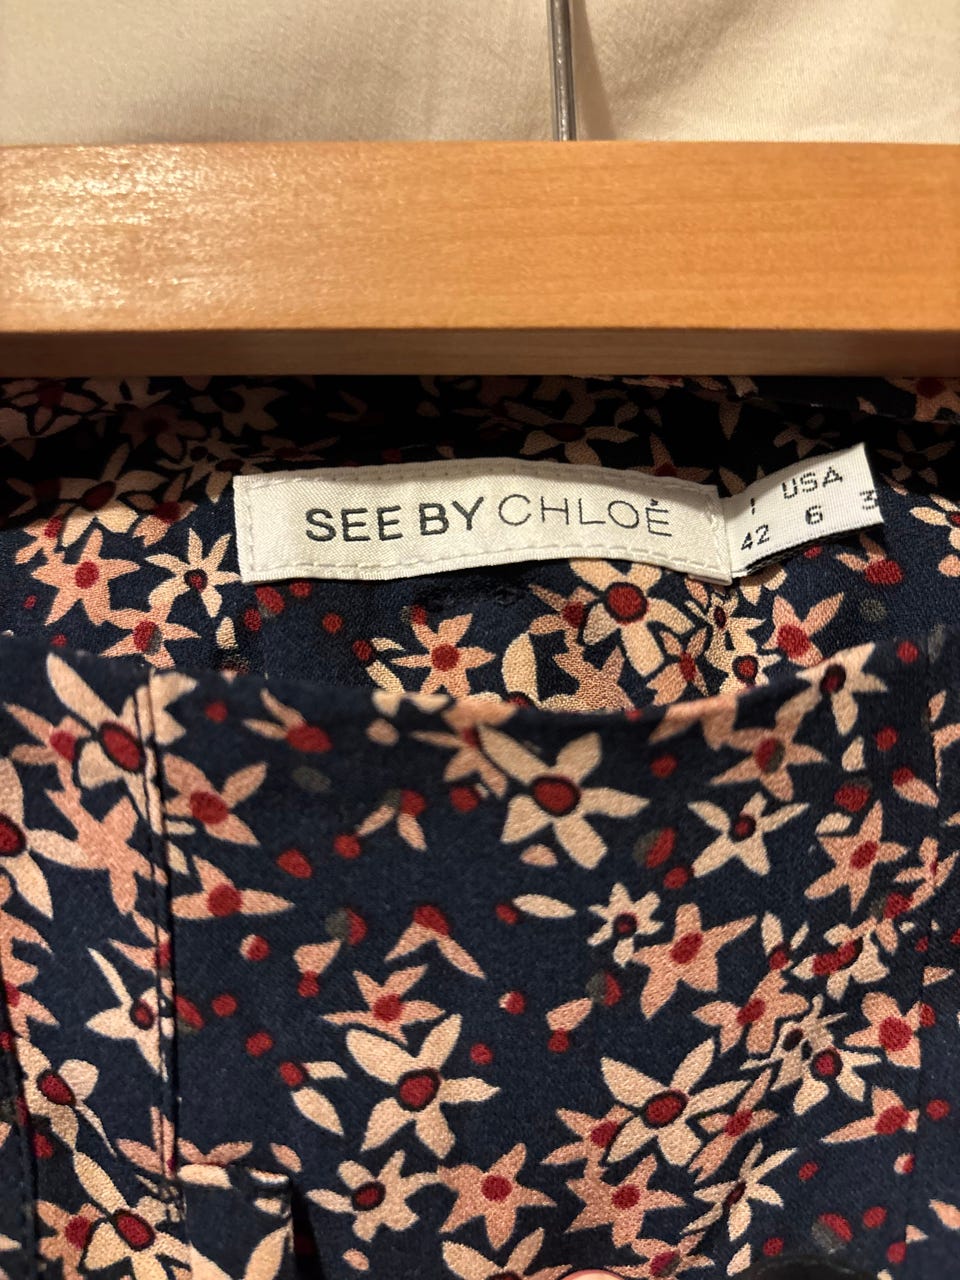 SEE BY CHLOÉ
I USA
42 6 3